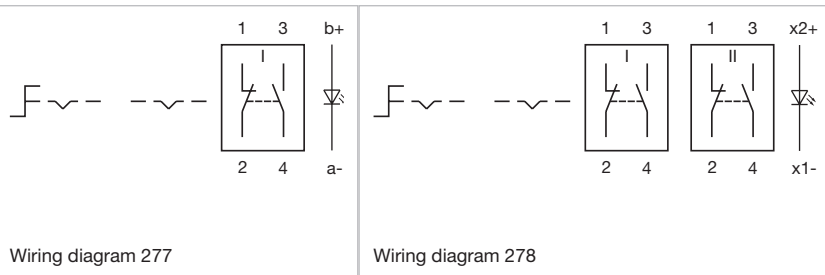 1 3 b+
I
2 4 a-
Wiring diagram 277
1 3 1 3 x2+
I II
2 4 2 4 x1-
Wiring diagram 278